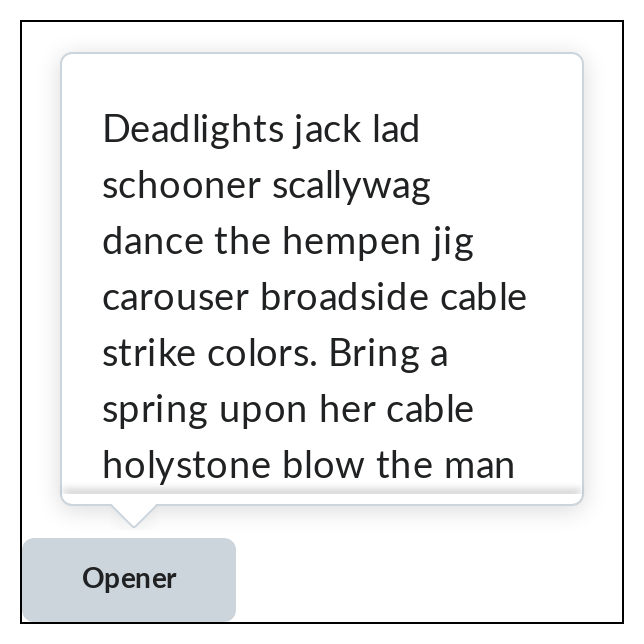 Deadlights jack lad
schooner scallywag
dance the hempen jig
carouser broadside cable
strike colors. Bring a
spring upon her cable
holystone blow the man
Opener